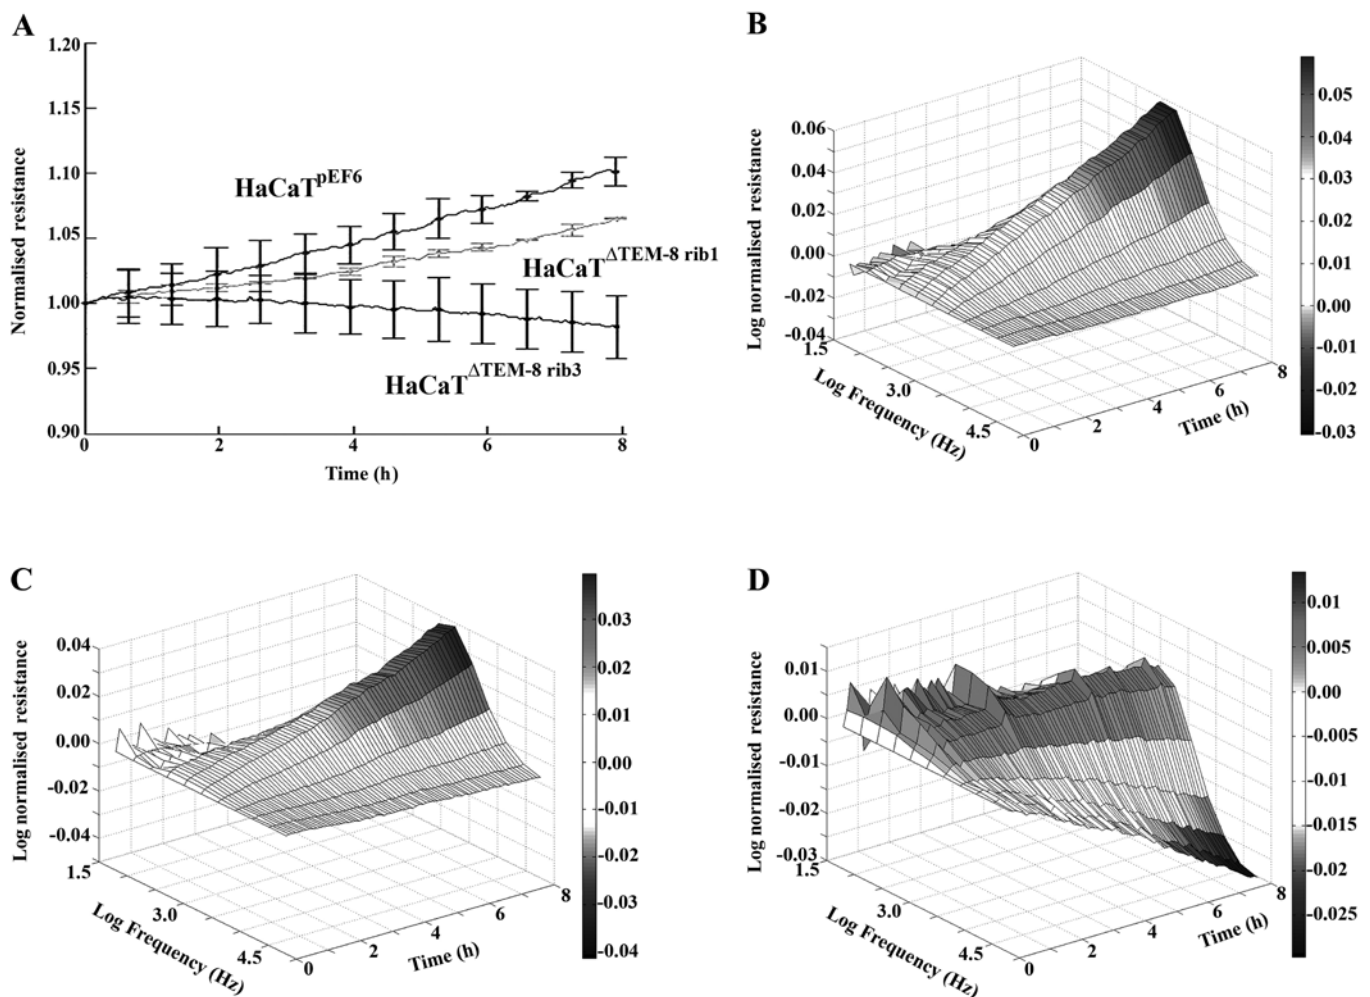 A
1.20
1.15
1.10
1.05
1.00
0.95
0.90
Normalised resistance
HaCaT^pEF6
HaCaT^ΔTEM-8 rib1
HaCaT^ΔTEM-8 rib3
0 2 4 6 8
Time (h)
B
0.06
0.04
0.02
0.00
-0.02
-0.04
Log normalised resistance
1.5 3.0 4.5
Log Frequency (Hz)
0 2 4 6 8
Time (h)
0.05
0.04
0.03
0.02
0.01
0.00
-0.01
-0.02
-0.03
C
0.04
0.02
0.00
-0.02
-0.04
Log normalised resistance
1.5 3.0 4.5
Log Frequency (Hz)
0 2 4 6 8
Time (h)
0.03
0.02
0.01
0.00
-0.01
-0.02
-0.03
-0.04
D
0.01
0.00
-0.01
-0.02
-0.03
Log normalised resistance
1.5 3.0 4.5
Log Frequency (Hz)
0 2 4 6 8
Time (h)
0.01
0.005
0.00
-0.005
-0.01
-0.015
-0.02
-0.025